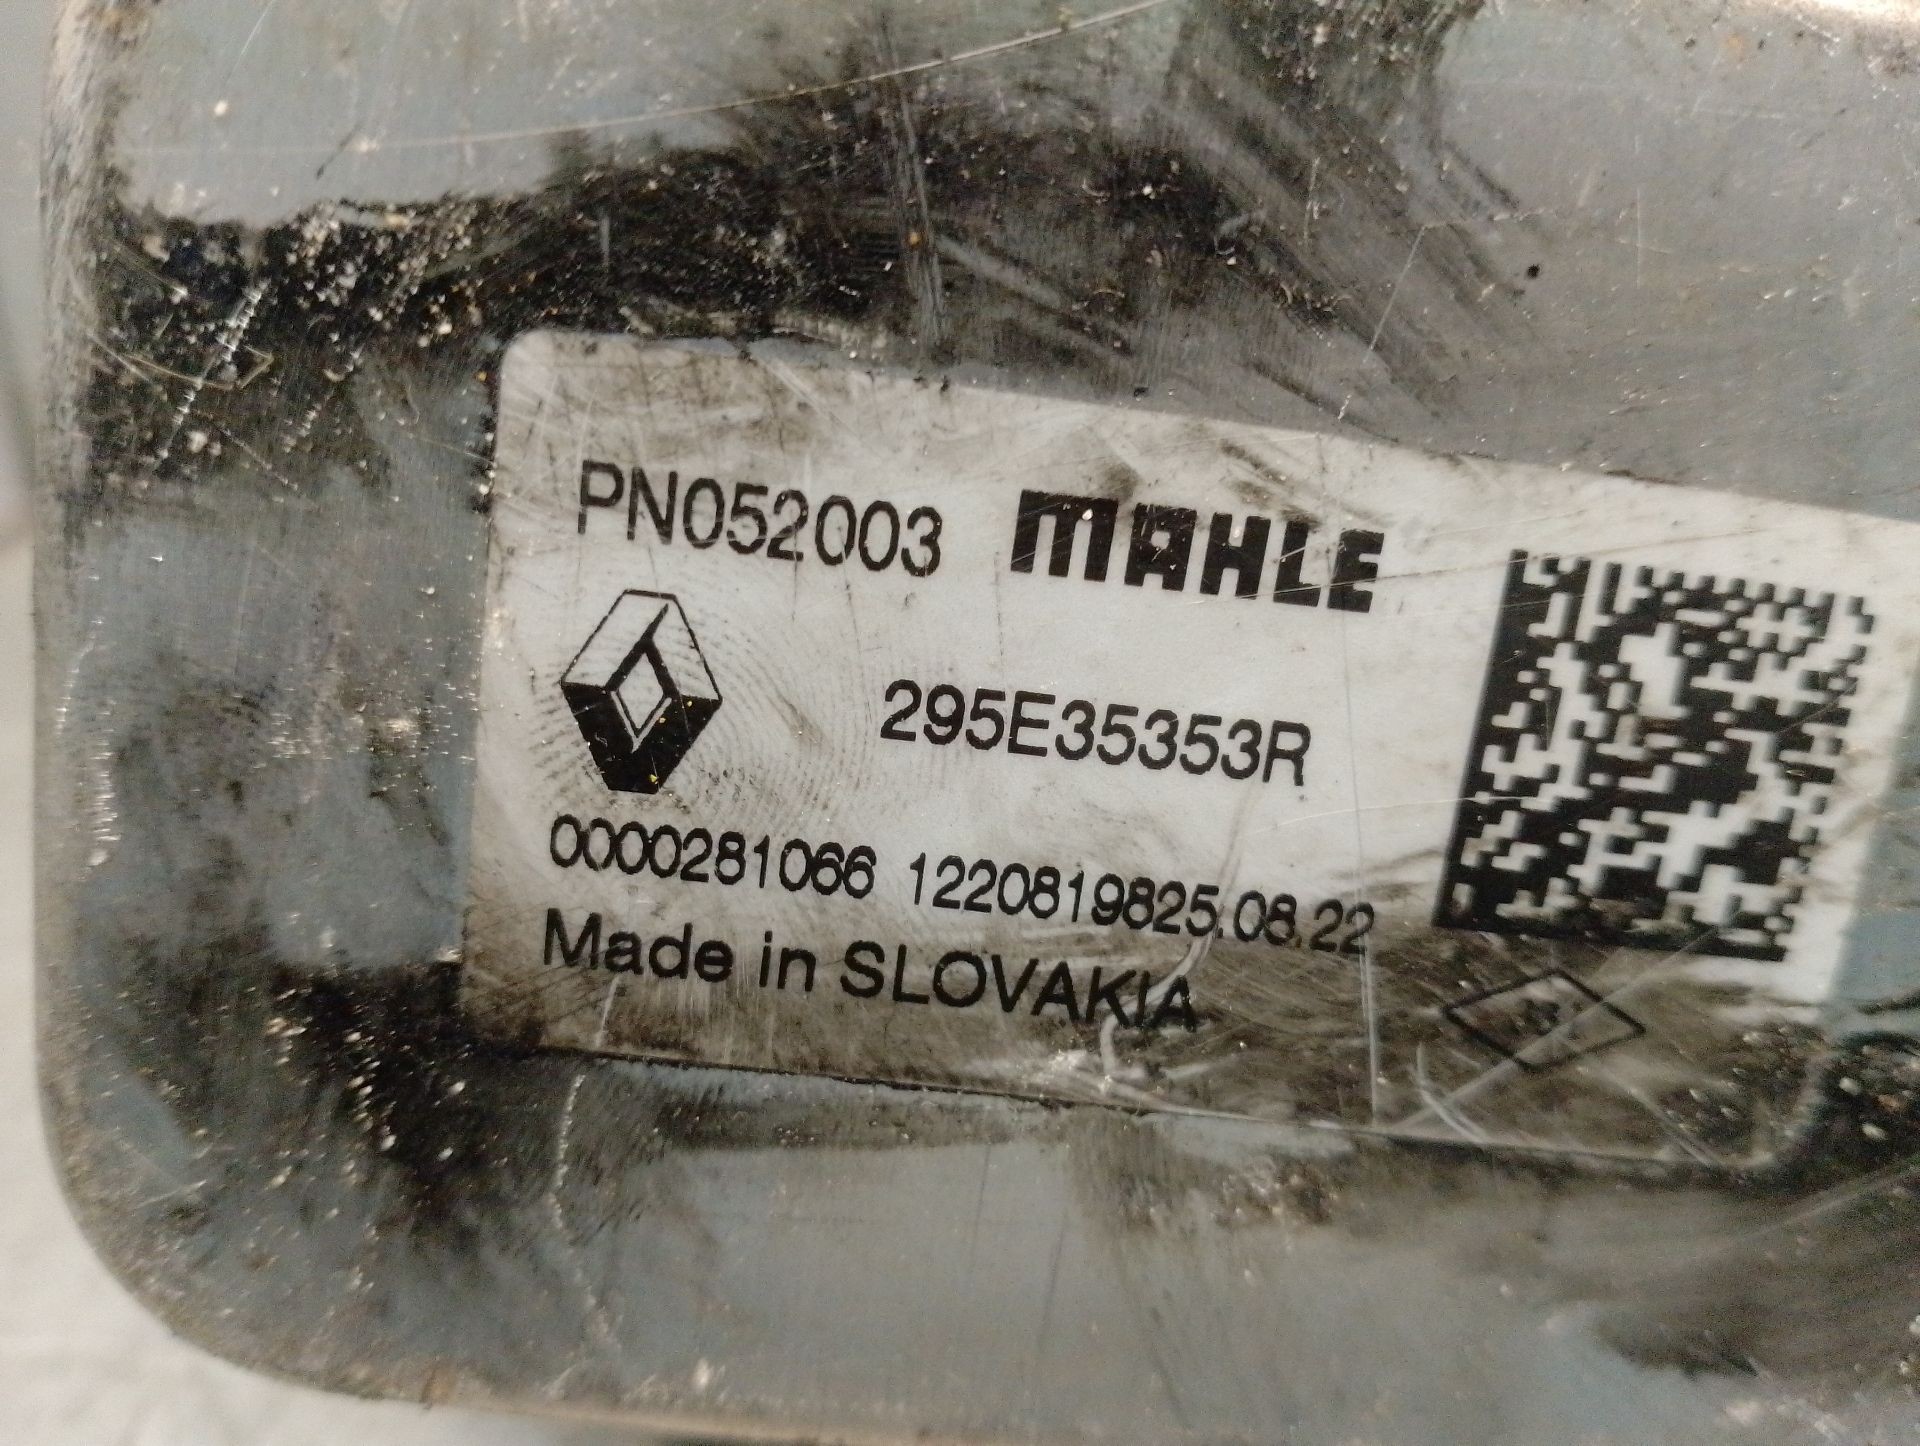 PN052003 MAHLE
295E35353R
0000281066 1220819825.08.22
Made in SLOVAKIA